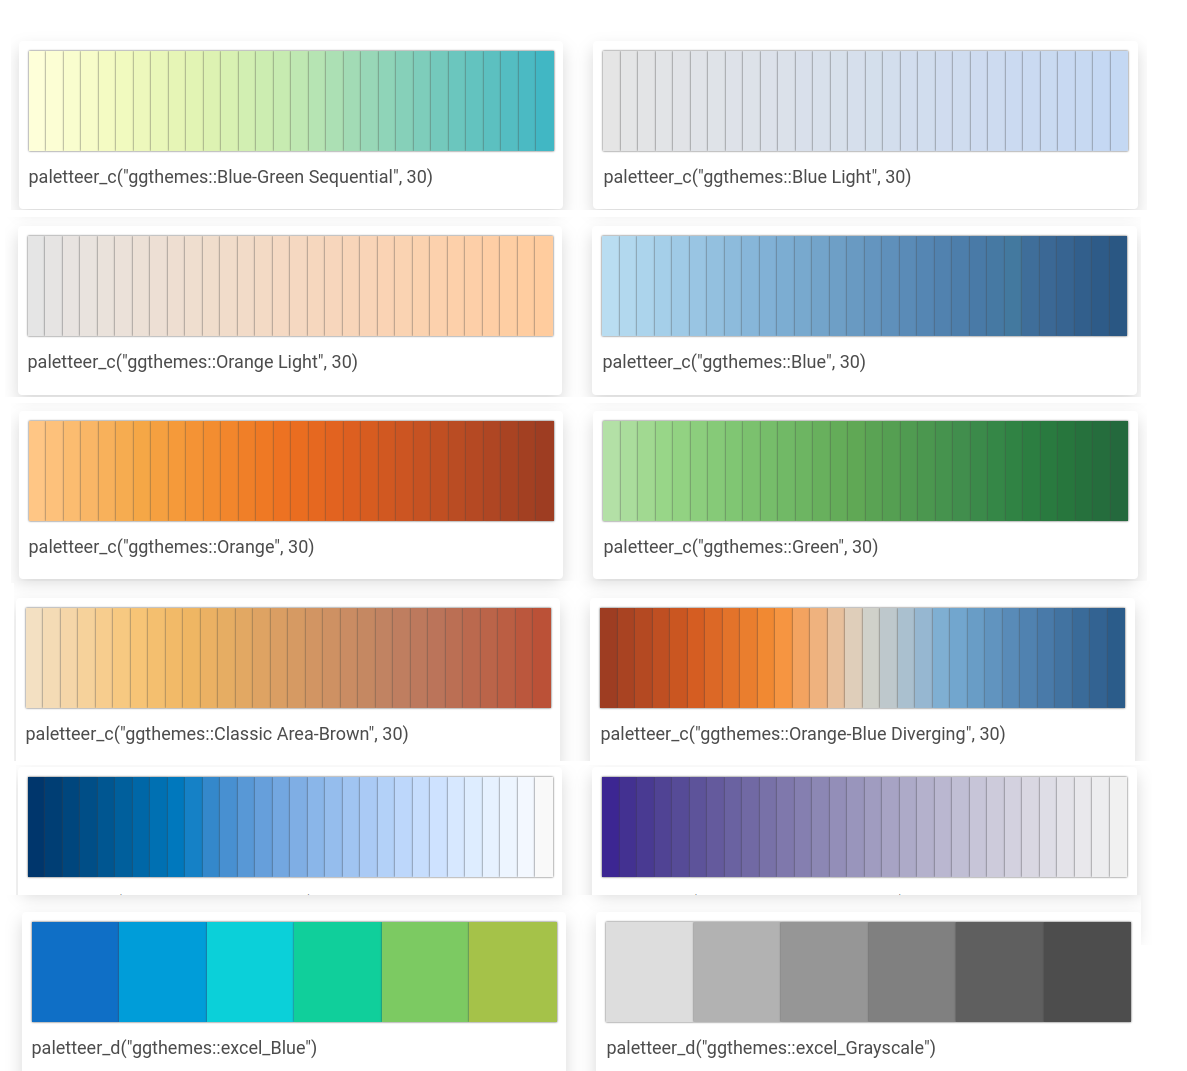 paletteer_c("ggthemes::Blue-Green Sequential", 30)
paletteer_c("ggthemes::Blue Light", 30)
paletteer_c("ggthemes::Orange Light", 30)
paletteer_c("ggthemes::Blue", 30)
paletteer_c("ggthemes::Orange", 30)
paletteer_c("ggthemes::Green", 30)
paletteer_c("ggthemes::Classic Area-Brown", 30)
paletteer_c("ggthemes::Orange-Blue Diverging", 30)
paletteer_d("ggthemes::excel_Blue")
paletteer_d("ggthemes::excel_Grayscale")